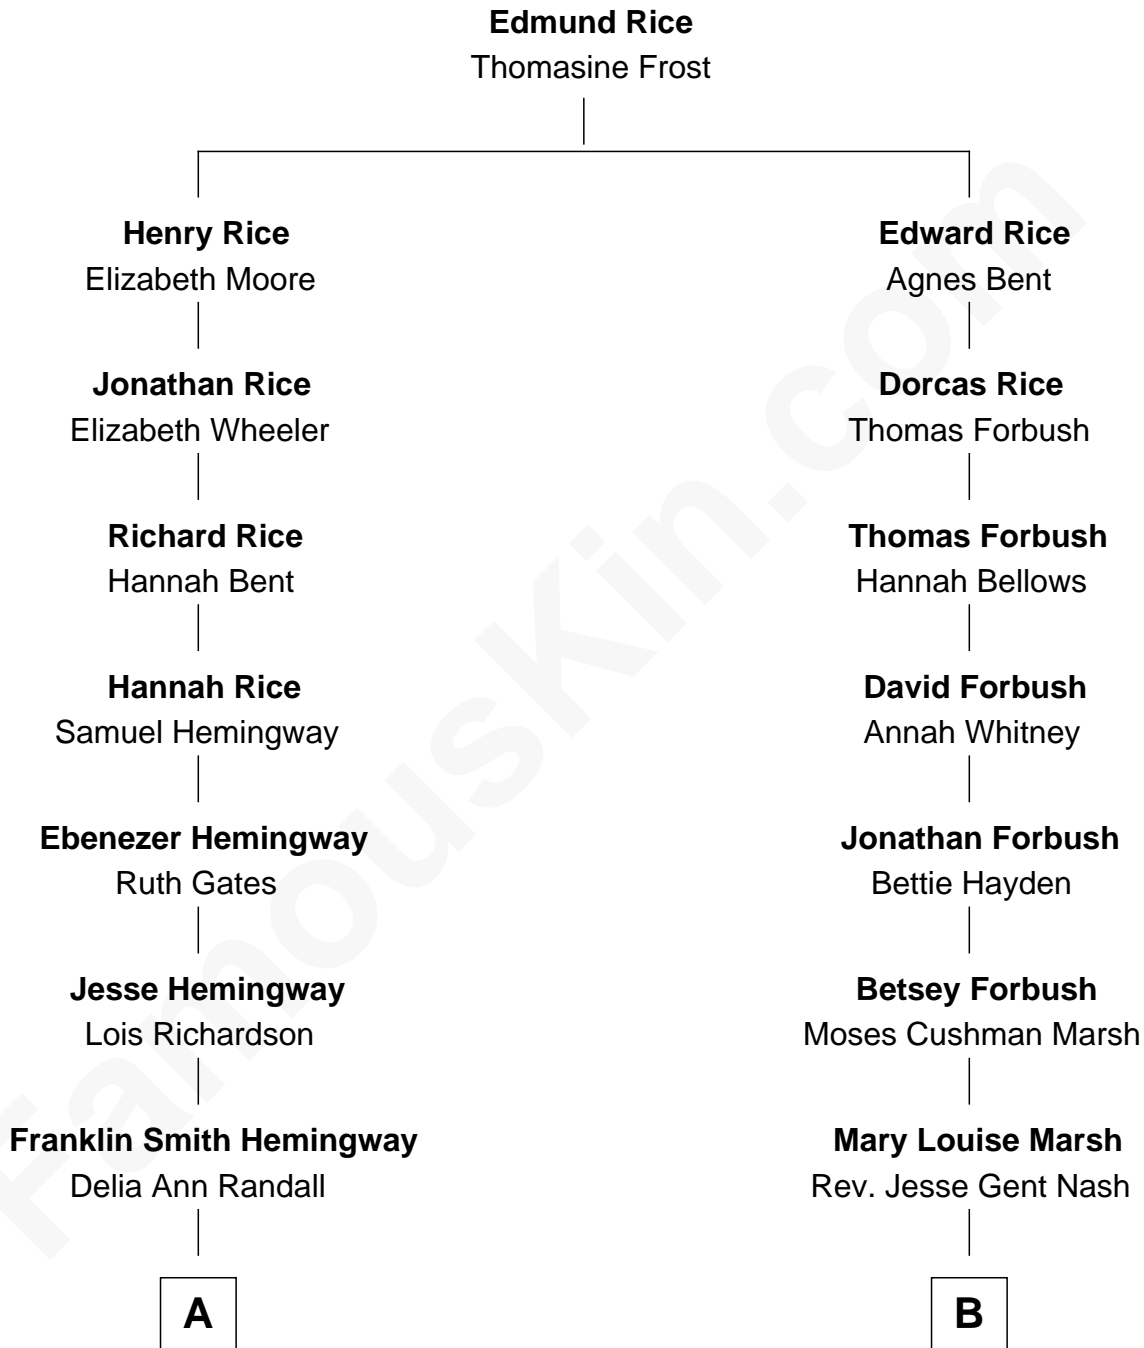 Edmund Rice
Thomasine Frost
Henry Rice
Elizabeth Moore
Edward Rice
Agnes Bent
Jonathan Rice
Elizabeth Wheeler
Dorcas Rice
Thomas Forbush
Richard Rice
Hannah Bent
Thomas Forbush
Hannah Bellows
Hannah Rice
Samuel Hemingway
David Forbush
Annah Whitney
Ebenezer Hemingway
Ruth Gates
Jonathan Forbush
Bettie Hayden
Jesse Hemingway
Lois Richardson
Betsey Forbush
Moses Cushman Marsh
Franklin Smith Hemingway
Delia Ann Randall
Mary Louise Marsh
Rev. Jesse Gent Nash
A
B
FamousKin.com